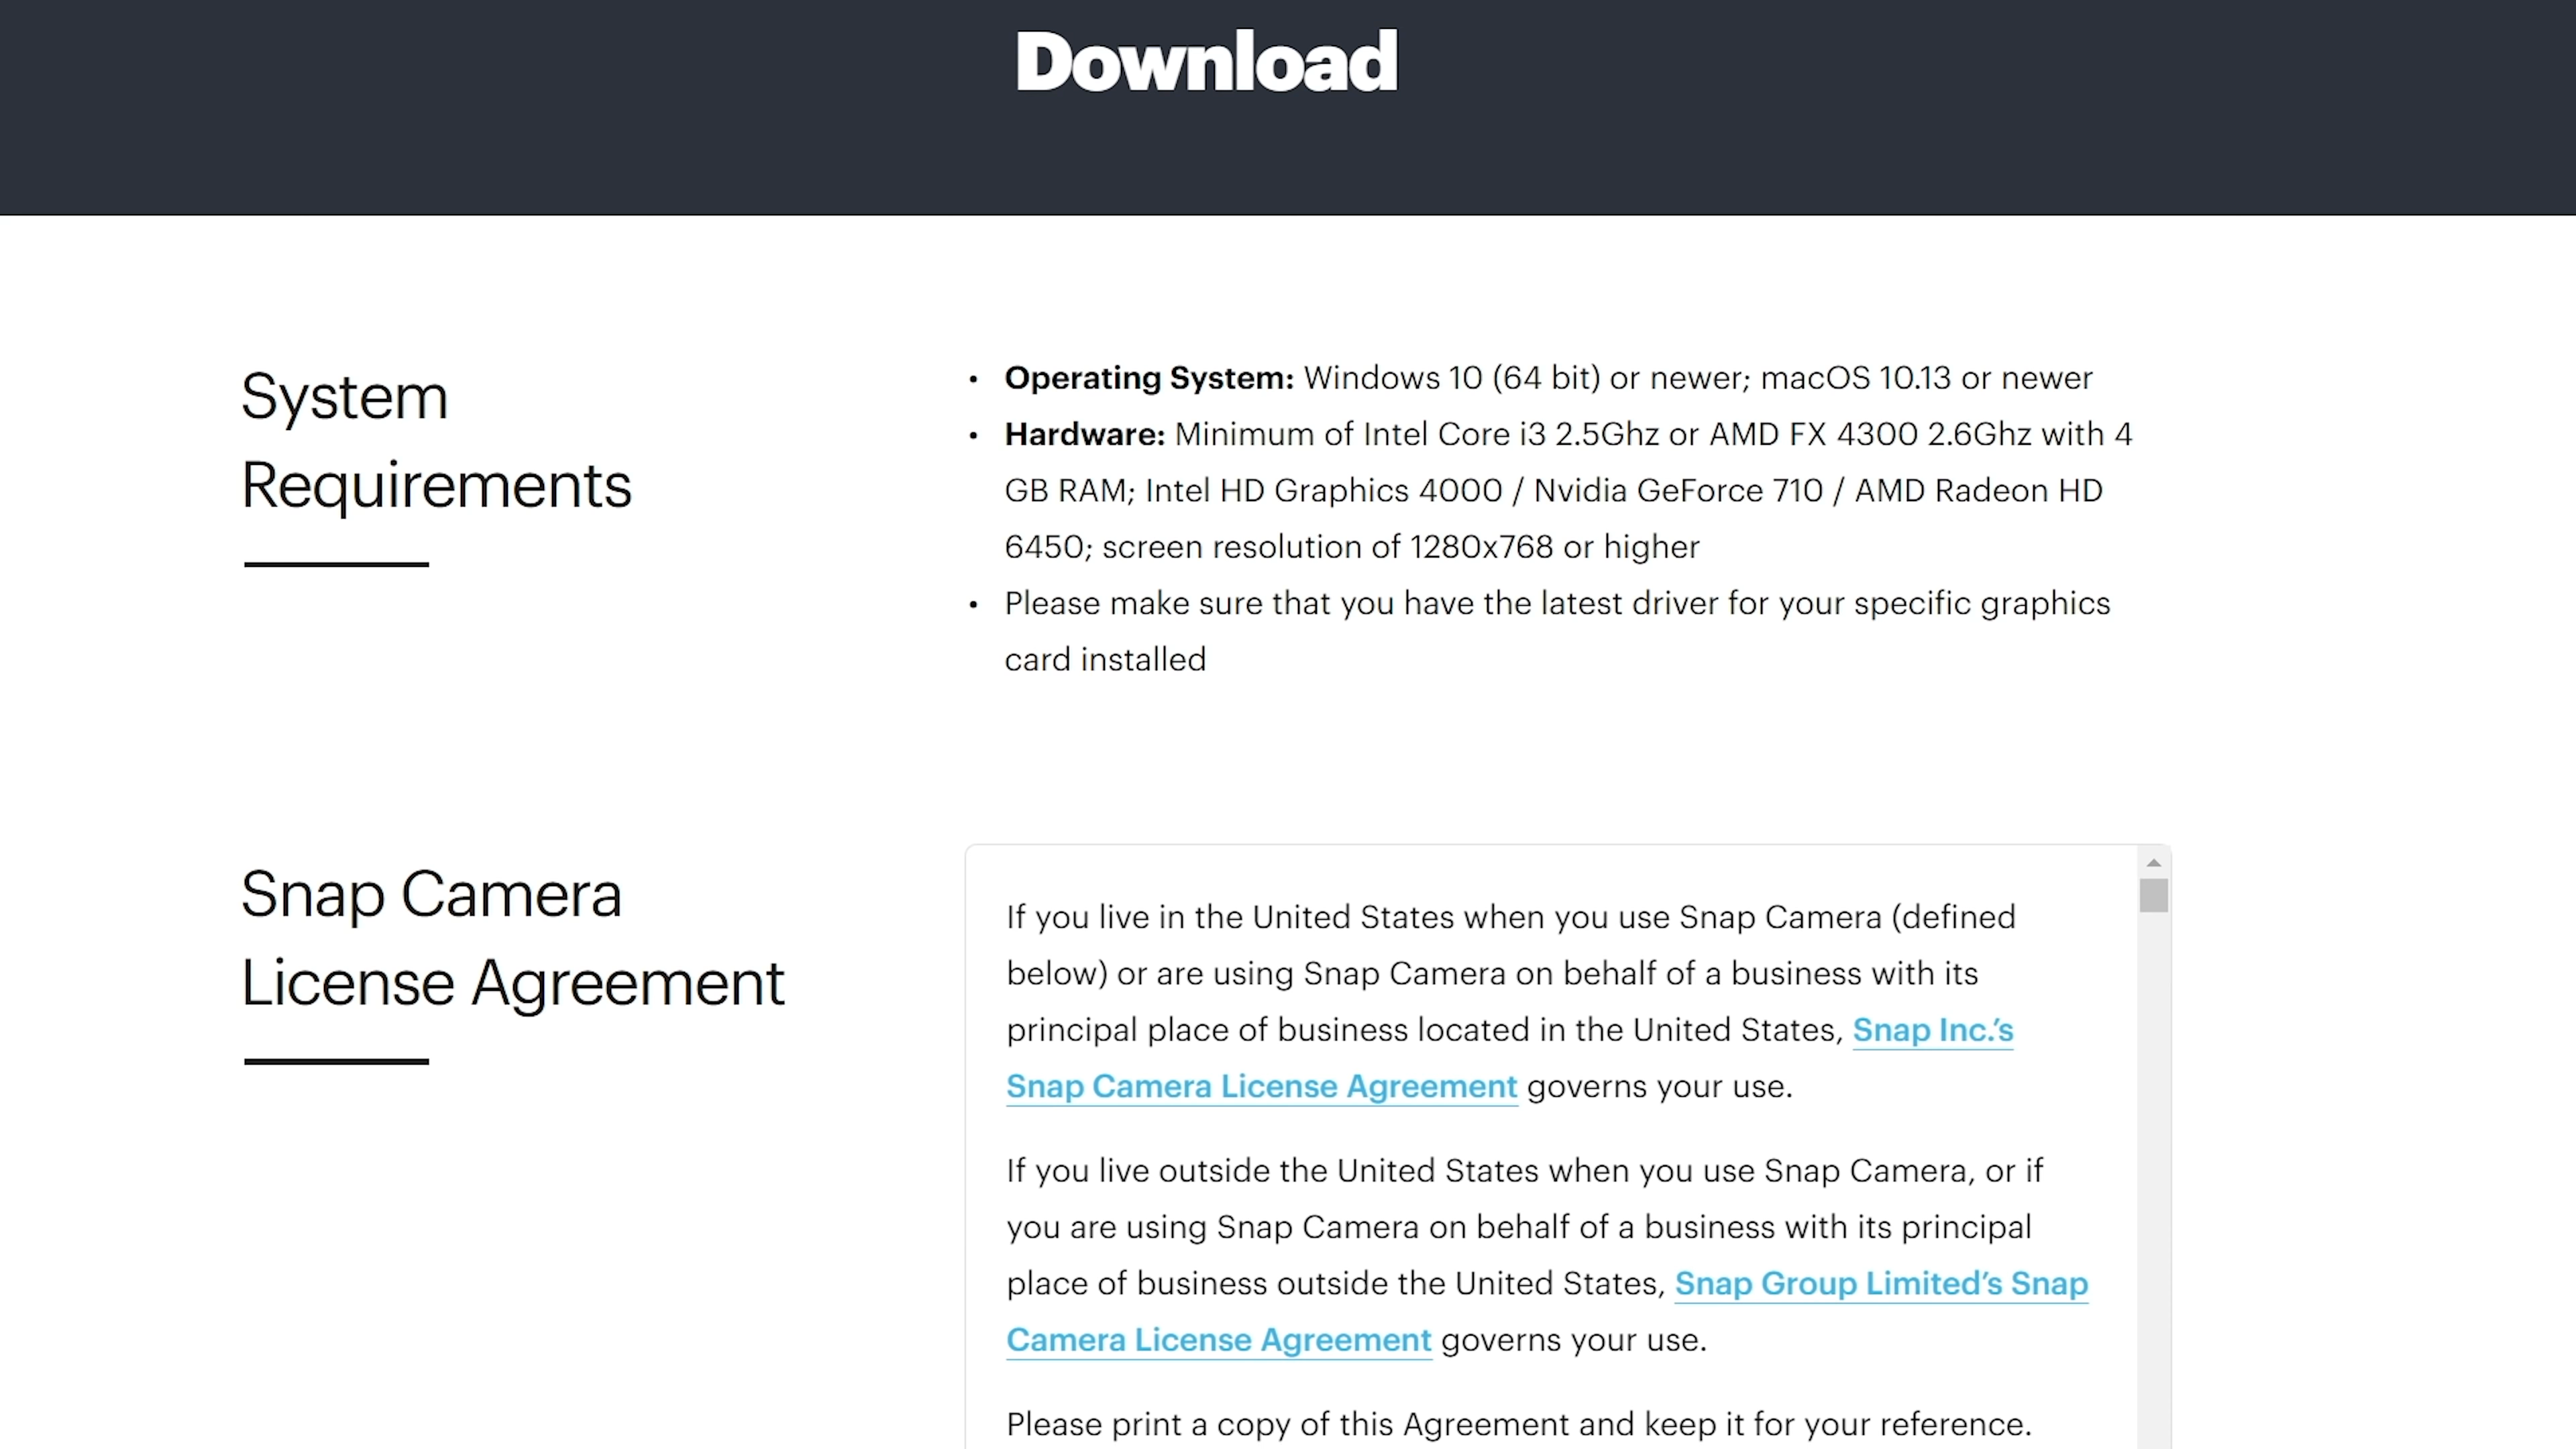 Download
System
Requirements
• Operating System: Windows 10 (64 bit) or newer; macOS 10.13 or newer
• Hardware: Minimum of Intel Core i3 2.5Ghz or AMD FX 4300 2.6Ghz with 4
GB RAM; Intel HD Graphics 4000 / Nvidia GeForce 710 / AMD Radeon HD
6450; screen resolution of 1280x768 or higher
• Please make sure that you have the latest driver for your specific graphics
card installed
Snap Camera
License Agreement
If you live in the United States when you use Snap Camera (defined
below) or are using Snap Camera on behalf of a business with its
principal place of business located in the United States, Snap Inc.’s
Snap Camera License Agreement governs your use.
If you live outside the United States when you use Snap Camera, or if
you are using Snap Camera on behalf of a business with its principal
place of business outside the United States, Snap Group Limited’s Snap
Camera License Agreement governs your use.
Please print a copy of this Agreement and keep it for your reference.